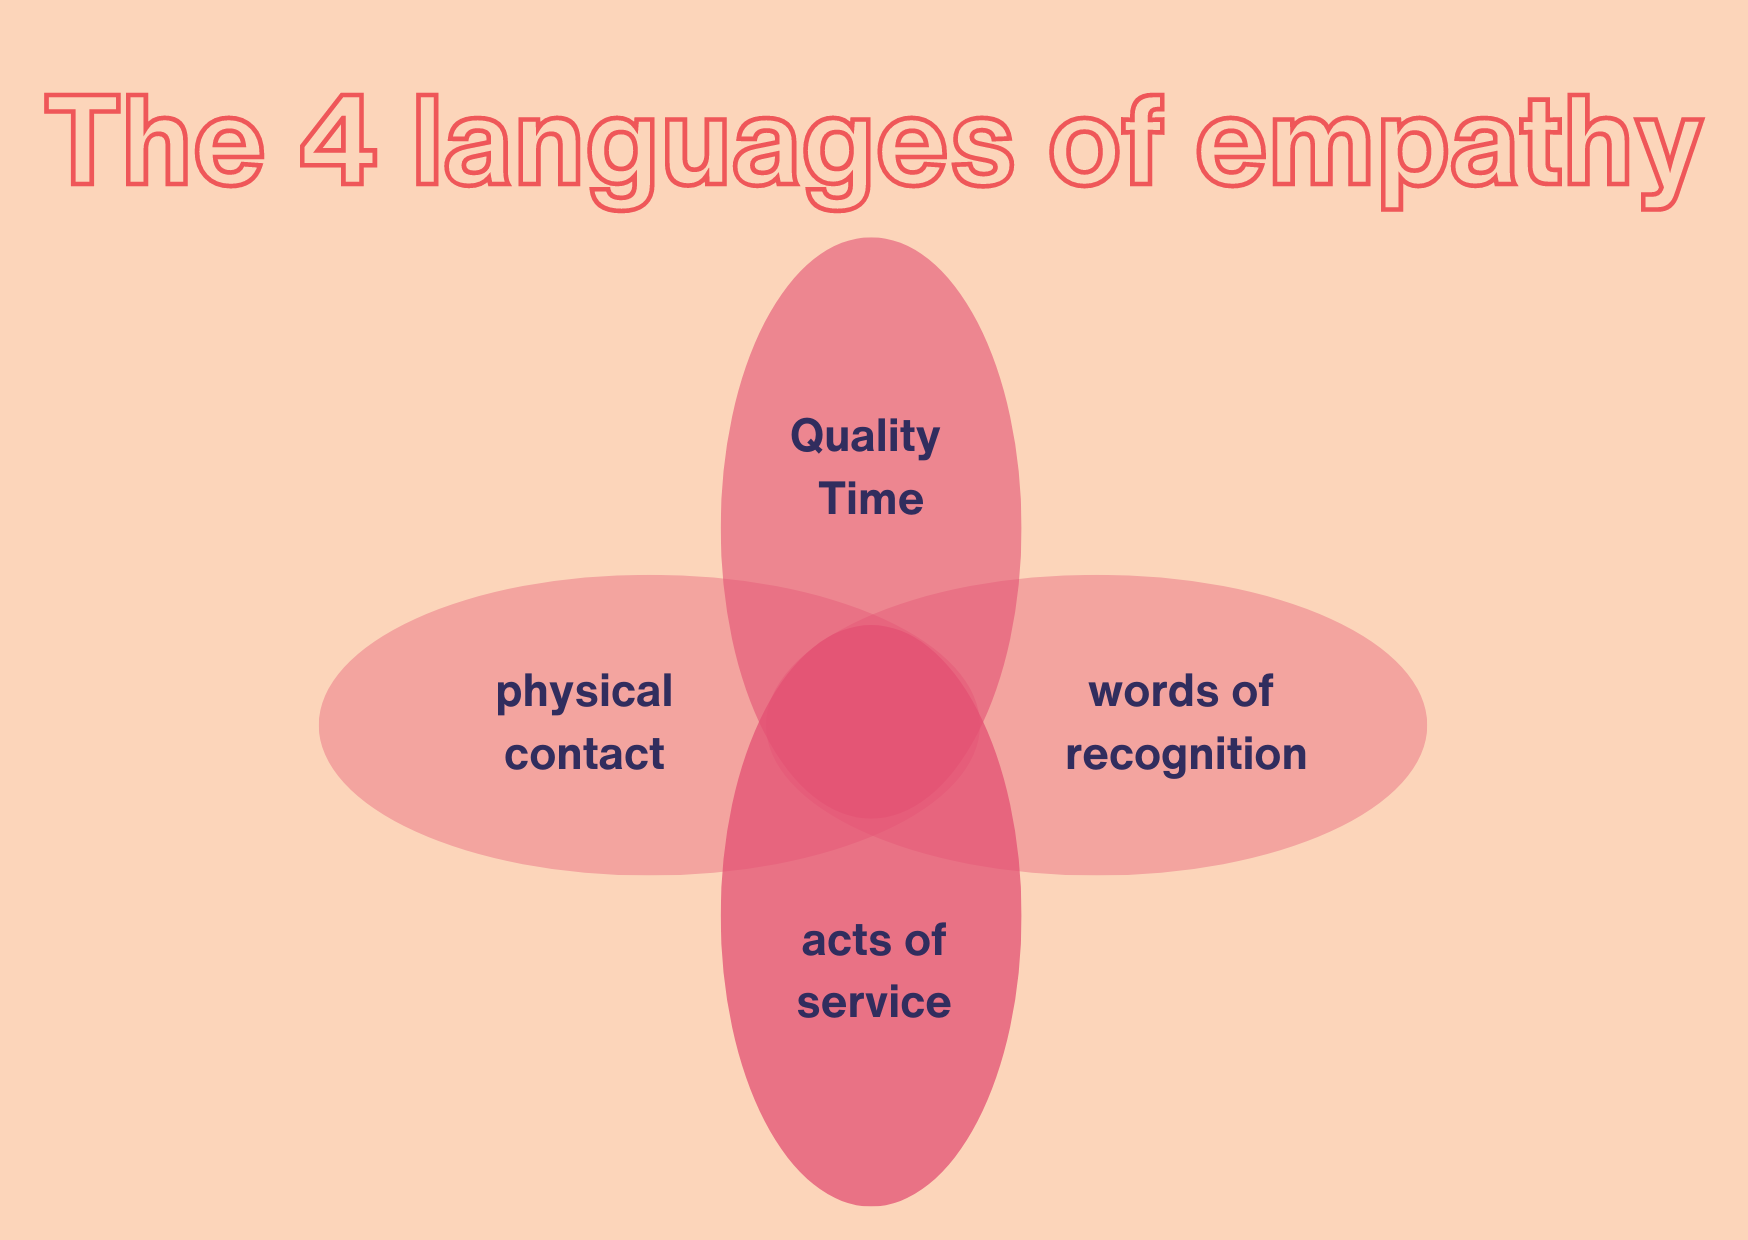 The 4 languages of empathy
Quality
Time
physical
contact
words of
recognition
acts of
service